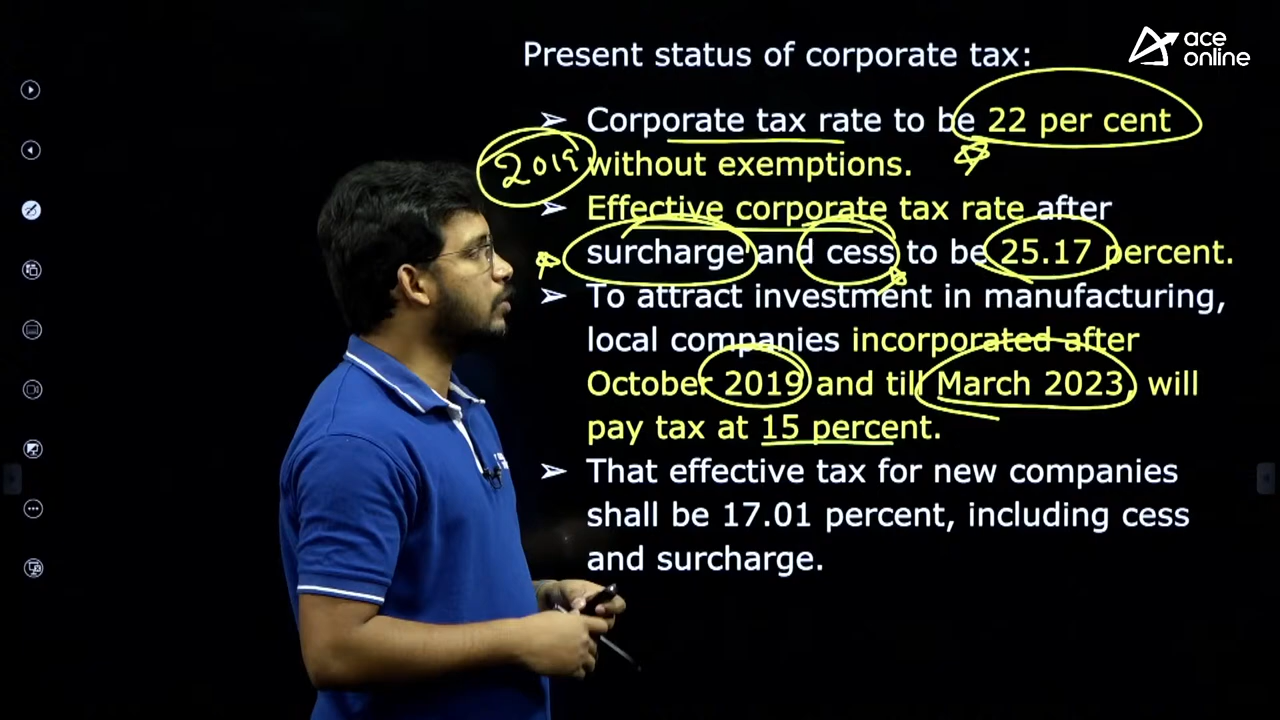 ace
online
Present status of corporate tax:
➢ Corporate tax rate to be 22 per cent
2019
without exemptions.
➢ Effective corporate tax rate after
surcharge and cess to be 25.17 percent.
➢ To attract investment in manufacturing,
local companies incorporated after
October 2019 and till March 2023, will
pay tax at 15 percent.
➢ That effective tax for new companies
shall be 17.01 percent, including cess
and surcharge.